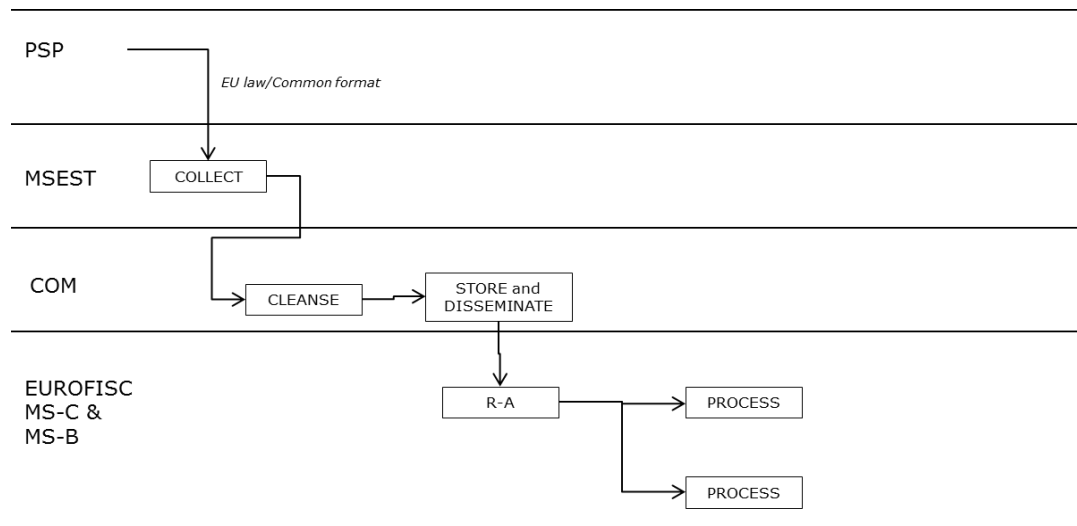 PSP
EU law/Common format
MSEST
COLLECT
COM
CLEANSE
STORE and
DISSEMINATE
EUROFISC
MS-C &
MS-B
R-A
PROCESS
PROCESS